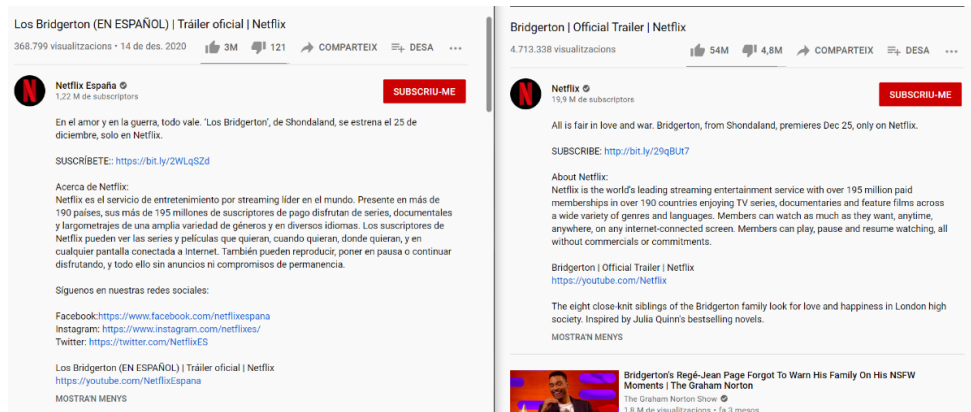 Los Bridgerton (EN ESPAÑOL) | Tráiler oficial | Netflix
368.799 visualitzacions • 14 de des. 2020
3M
121
COMPARTEIX
DESA
Netflix España
1,22 M de subscriptors
SUBSCRIU-ME
En el amor y en la guerra, todo vale. ‘Los Bridgerton’, de Shondaland, se estrena el 25 de
diciembre, solo en Netflix.
SUSCRÍBETE:: https://bit.ly/2WLqSZd
Acerca de Netflix:
Netflix es el servicio de entretenimiento por streaming líder en el mundo. Presente en más de
190 países, sus más de 195 millones de suscriptores de pago disfrutan de series, documentales
y largometrajes de una amplia variedad de géneros y en diversos idiomas. Los suscriptores de
Netflix pueden ver las series y películas que quieran, cuando quieran, donde quieran, y en
cualquier pantalla conectada a Internet. También pueden reproducir, poner en pausa o continuar
disfrutando, y todo ello sin anuncios ni compromisos de permanencia.
Síguenos en nuestras redes sociales:
Facebook:https://www.facebook.com/netflixespana
Instagram: https://www.instagram.com/netflixes/
Twitter: https://twitter.com/NetflixES
Los Bridgerton (EN ESPAÑOL) | Tráiler oficial | Netflix
https://youtube.com/NetflixEspana
MOSTRA'N MENYS
Bridgerton | Official Trailer | Netflix
4.713.338 visualitzacions
54M
4,8M
COMPARTEIX
DESA
Netflix
19,9 M de subscriptors
SUBSCRIU-ME
All is fair in love and war. Bridgerton, from Shondaland, premieres Dec 25, only on Netflix.
SUBSCRIBE: http://bit.ly/29qBUt7
About Netflix:
Netflix is the world's leading streaming entertainment service with over 195 million paid
memberships in over 190 countries enjoying TV series, documentaries and feature films across
a wide variety of genres and languages. Members can watch as much as they want, anytime,
anywhere, on any internet-connected screen. Members can play, pause and resume watching, all
without commercials or commitments.
Bridgerton | Official Trailer | Netflix
https://youtube.com/Netflix
The eight close-knit siblings of the Bridgerton family look for love and happiness in London high
society. Inspired by Julia Quinn's bestselling novels.
MOSTRA'N MENYS
Bridgerton's Regé-Jean Page Forgot To Warn His Family On His NSFW
Moments | The Graham Norton
The Graham Norton Show
1,8 M de visualitzacions • fa 3 mesos